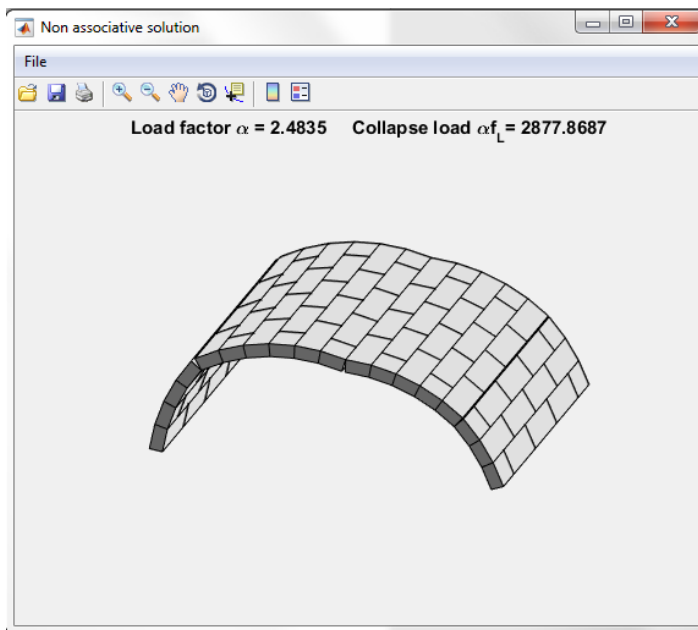 Non associative solution
File
Load factor α = 2.4835 Collapse load αf_L= 2877.8687